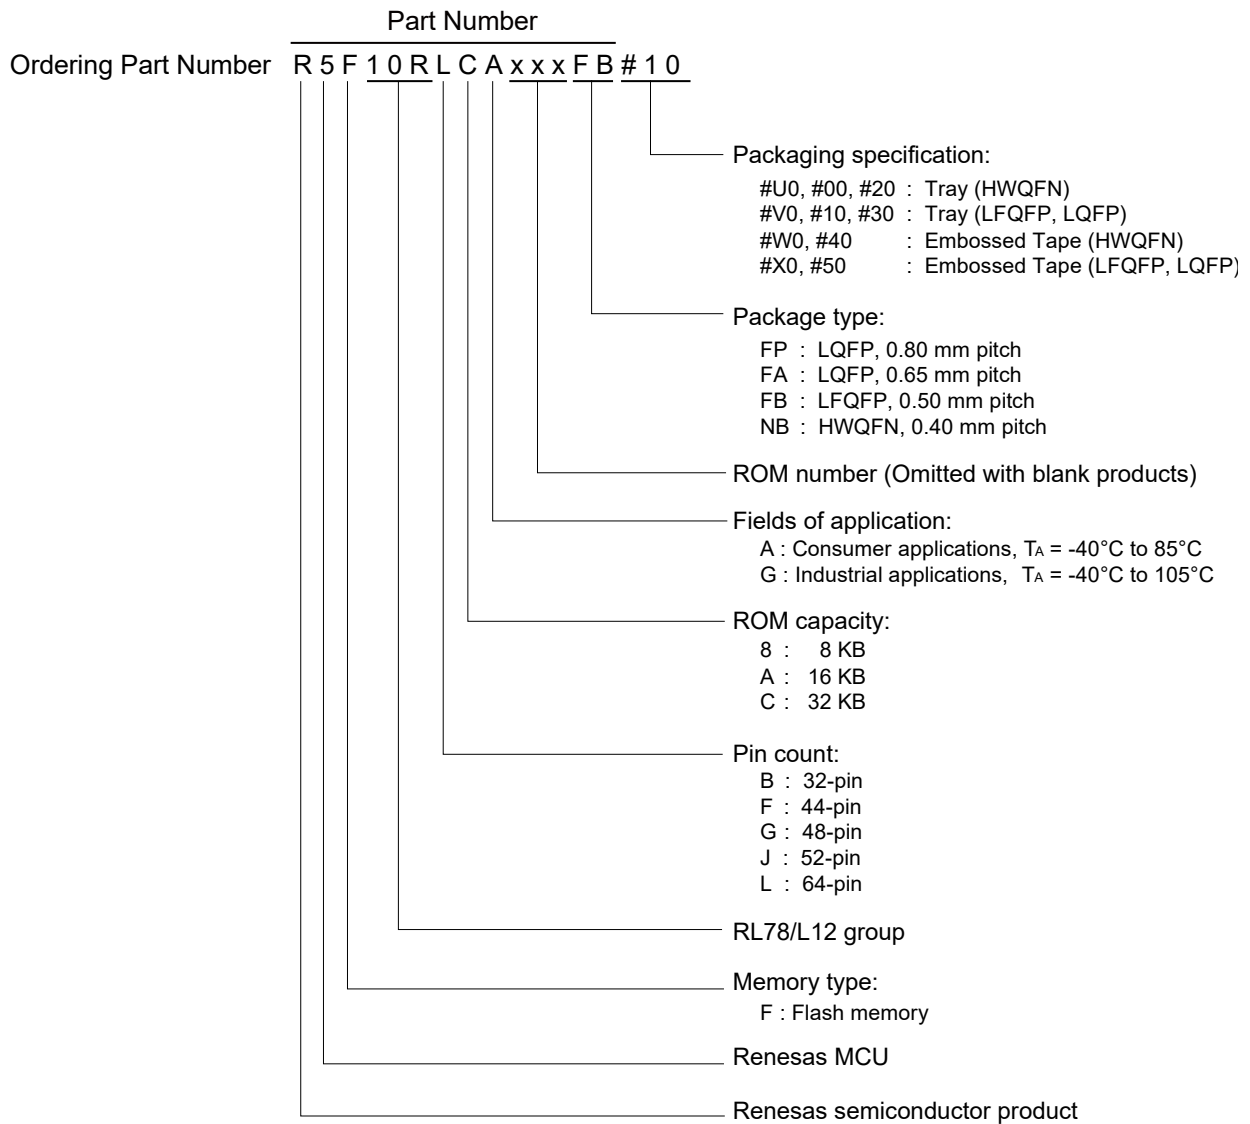 Part Number
Ordering Part Number R 5 F 1 0 R L C A x x x F B # 1 0
Packaging specification:
#U0, #00, #20 : Tray (HWQFN)
#V0, #10, #30 : Tray (LFQFP, LQFP)
#W0, #40 : Embossed Tape (HWQFN)
#X0, #50 : Embossed Tape (LFQFP, LQFP)
Package type:
FP : LQFP, 0.80 mm pitch
FA : LQFP, 0.65 mm pitch
FB : LFQFP, 0.50 mm pitch
NB : HWQFN, 0.40 mm pitch
ROM number (Omitted with blank products)
Fields of application:
A : Consumer applications, TA = -40°C to 85°C
G : Industrial applications, TA = -40°C to 105°C
ROM capacity:
8 : 8 KB
A : 16 KB
C : 32 KB
Pin count:
B : 32-pin
F : 44-pin
G : 48-pin
J : 52-pin
L : 64-pin
RL78/L12 group
Memory type:
F : Flash memory
Renesas MCU
Renesas semiconductor product